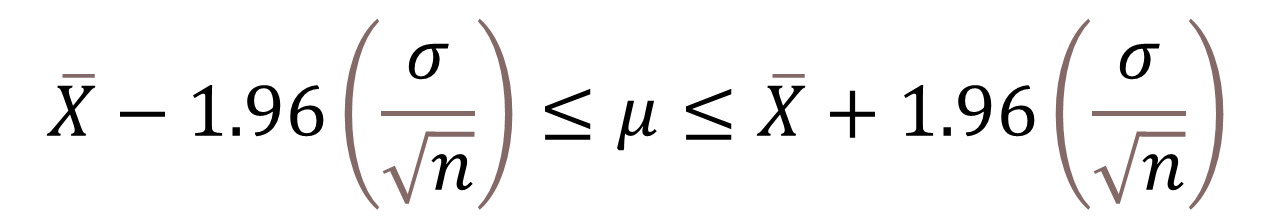 X̄ − 1.96 (σ/√n) ≤ μ ≤ X̄ + 1.96 (σ/√n)